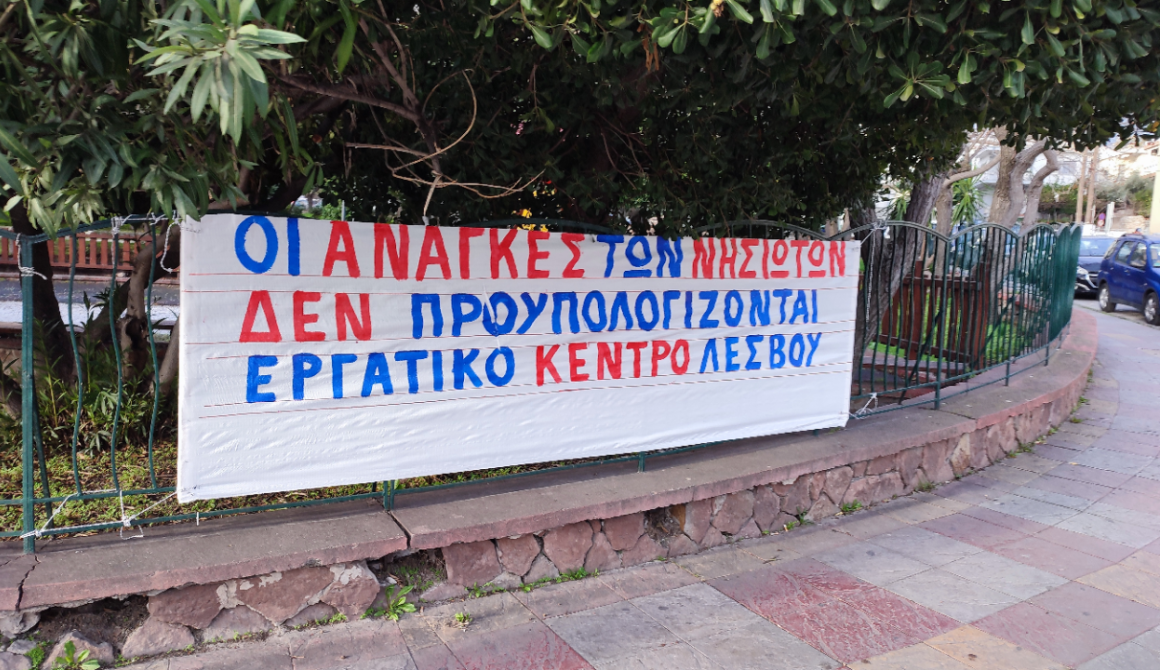 ΟΙ ΑΝΑΓΚΕΣ ΤΩΝ ΝΗΣΙΩΤΩΝ
ΔΕΝ ΠΡΟΥΠΟΛΟΓΙΖΟΝΤΑΙ
ΕΡΓΑΤΙΚΟ ΚΕΝΤΡΟ ΛΕΣΒΟΥ